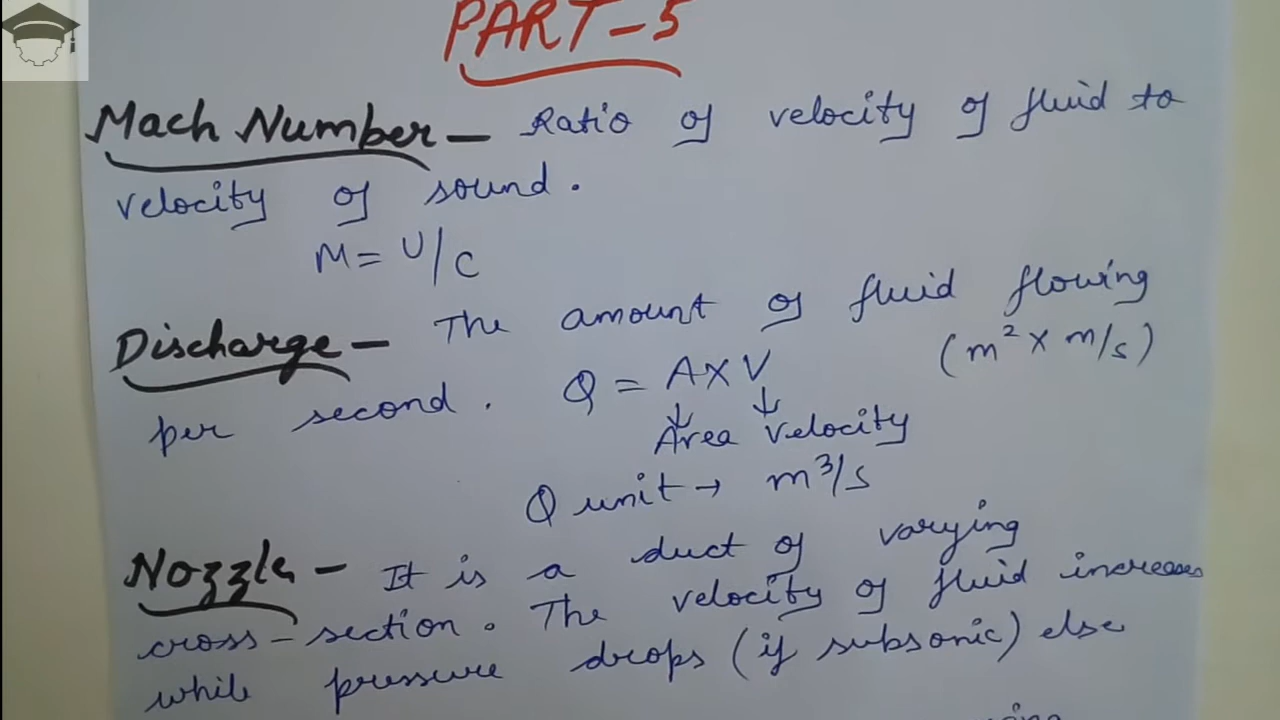 PART-5
Mach Number - Ratio of velocity of fluid to
velocity of sound.
M = U/C
Discharge - The amount of fluid flowing
per second. Q = A x V (m² x m/s)
↓ ↓
Area Velocity
Q unit → m³/s
Nozzle - It is a duct of varying
cross-section. The velocity of fluid increases
while pressure drops (if subsonic) else